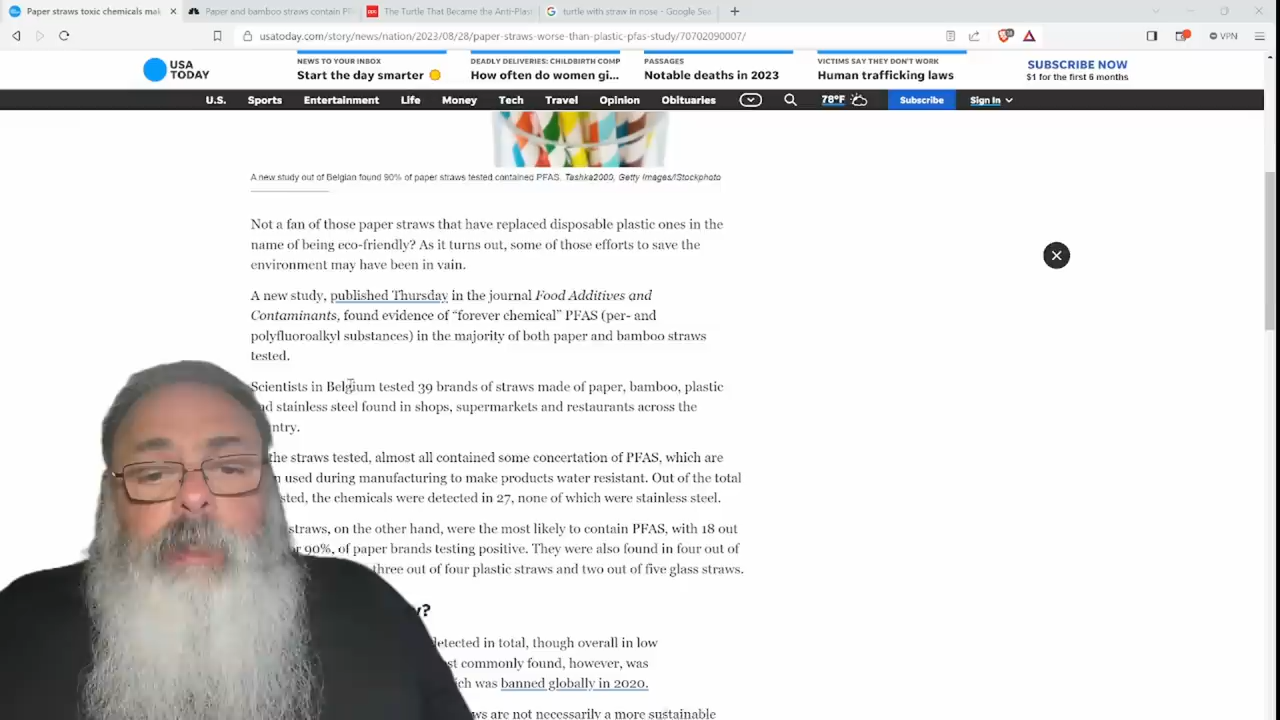 Paper straws toxic chemicals mak
Paper and bamboo straws contain PF
The Turtle That Became the Anti-Plast
turtle with straw in nose - Google Sea
usatoday.com/story/news/nation/2023/08/28/paper-straws-worse-than-plastic-pfas-study/70702090007/
VPN
USA
TODAY
NEWS TO YOUR INBOX
Start the day smarter
DEADLY DELIVERIES: CHILDBIRTH COMP
How often do women gi...
PASSAGES
Notable deaths in 2023
VICTIMS SAY THEY DON'T WORK
Human trafficking laws
SUBSCRIBE NOW
$1 for the first 6 months
U.S. Sports Entertainment Life Money Tech Travel Opinion Obituaries 78°F Subscribe Sign In
A new study out of Belgian found 90% of paper straws tested contained PFAS. Tashka2000, Getty Images/iStockphoto
Not a fan of those paper straws that have replaced disposable plastic ones in the
name of being eco-friendly? As it turns out, some of those efforts to save the
environment may have been in vain.
A new study, published Thursday in the journal Food Additives and
Contaminants, found evidence of “forever chemical” PFAS (per- and
polyfluoroalkyl substances) in the majority of both paper and bamboo straws
tested.
Scientists in Belgium tested 39 brands of straws made of paper, bamboo, plastic
and stainless steel found in shops, supermarkets and restaurants across the
ntry.
the straws tested, almost all contained some concertation of PFAS, which are
used during manufacturing to make products water resistant. Out of the total
sted, the chemicals were detected in 27, none of which were stainless steel.
straws, on the other hand, were the most likely to contain PFAS, with 18 out
or 90%, of paper brands testing positive. They were also found in four out of
three out of four plastic straws and two out of five glass straws.
y?
detected in total, though overall in low
st commonly found, however, was
ich was banned globally in 2020.
ws are not necessarily a more sustainable